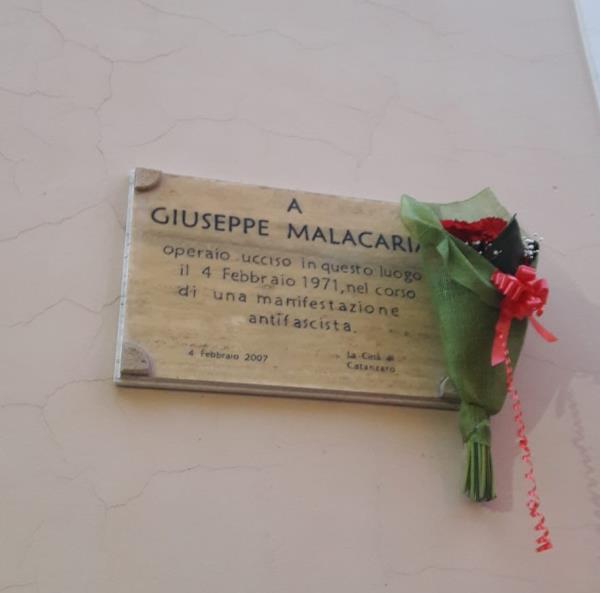 A
GIUSEPPE MALACARIA
operaio ucciso in questo luogo
il 4 Febbraio 1971, nel corso
di una manifestazione
antifascista.
4 febbraio 2007
La Città di
Catanzaro